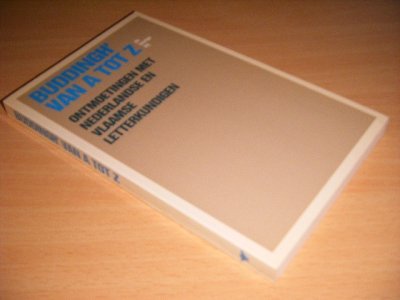 BUDDINGH'
VAN A TOT Z
ONTMOETINGEN MET
NEDERLANDSE EN
VLAAMSE
LETTERKUNDIGEN
BUDDINGH' VAN A TOT Z